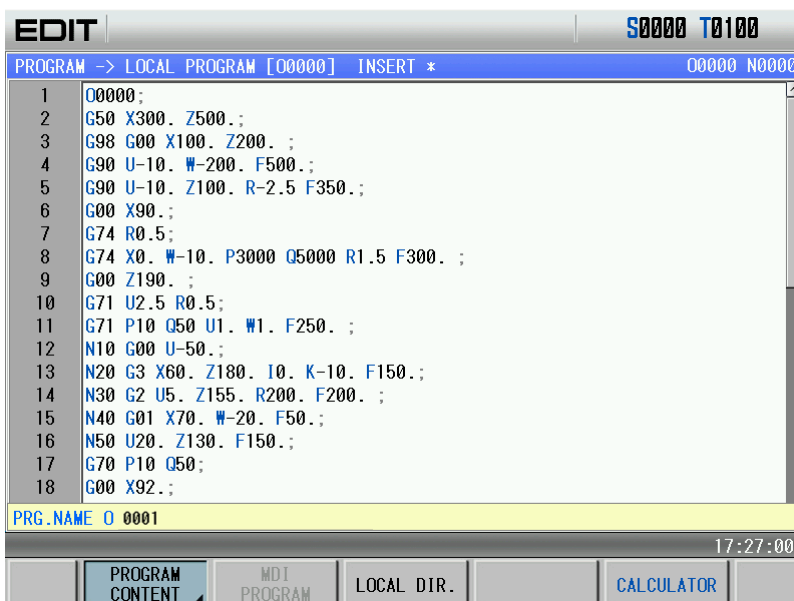 EDIT S0000 T0100
PROGRAM -> LOCAL PROGRAM [O0000] INSERT * O0000 N0000
1 O0000;
2 G50 X300. Z500.;
3 G98 G00 X100. Z200. ;
4 G90 U-10. W-200. F500.;
5 G90 U-10. Z100. R-2.5 F350.;
6 G00 X90.;
7 G74 R0.5;
8 G74 X0. W-10. P3000 Q5000 R1.5 F300. ;
9 G00 Z190. ;
10 G71 U2.5 R0.5;
11 G71 P10 Q50 U1. W1. F250. ;
12 N10 G00 U-50.;
13 N20 G3 X60. Z180. I0. K-10. F150.;
14 N30 G2 U5. Z155. R200. F200. ;
15 N40 G01 X70. W-20. F50.;
16 N50 U20. Z130. F150.;
17 G70 P10 Q50;
18 G00 X92.;
PRG.NAME O 0001
17:27:00
PROGRAM CONTENT
MDI PROGRAM
LOCAL DIR.
CALCULATOR